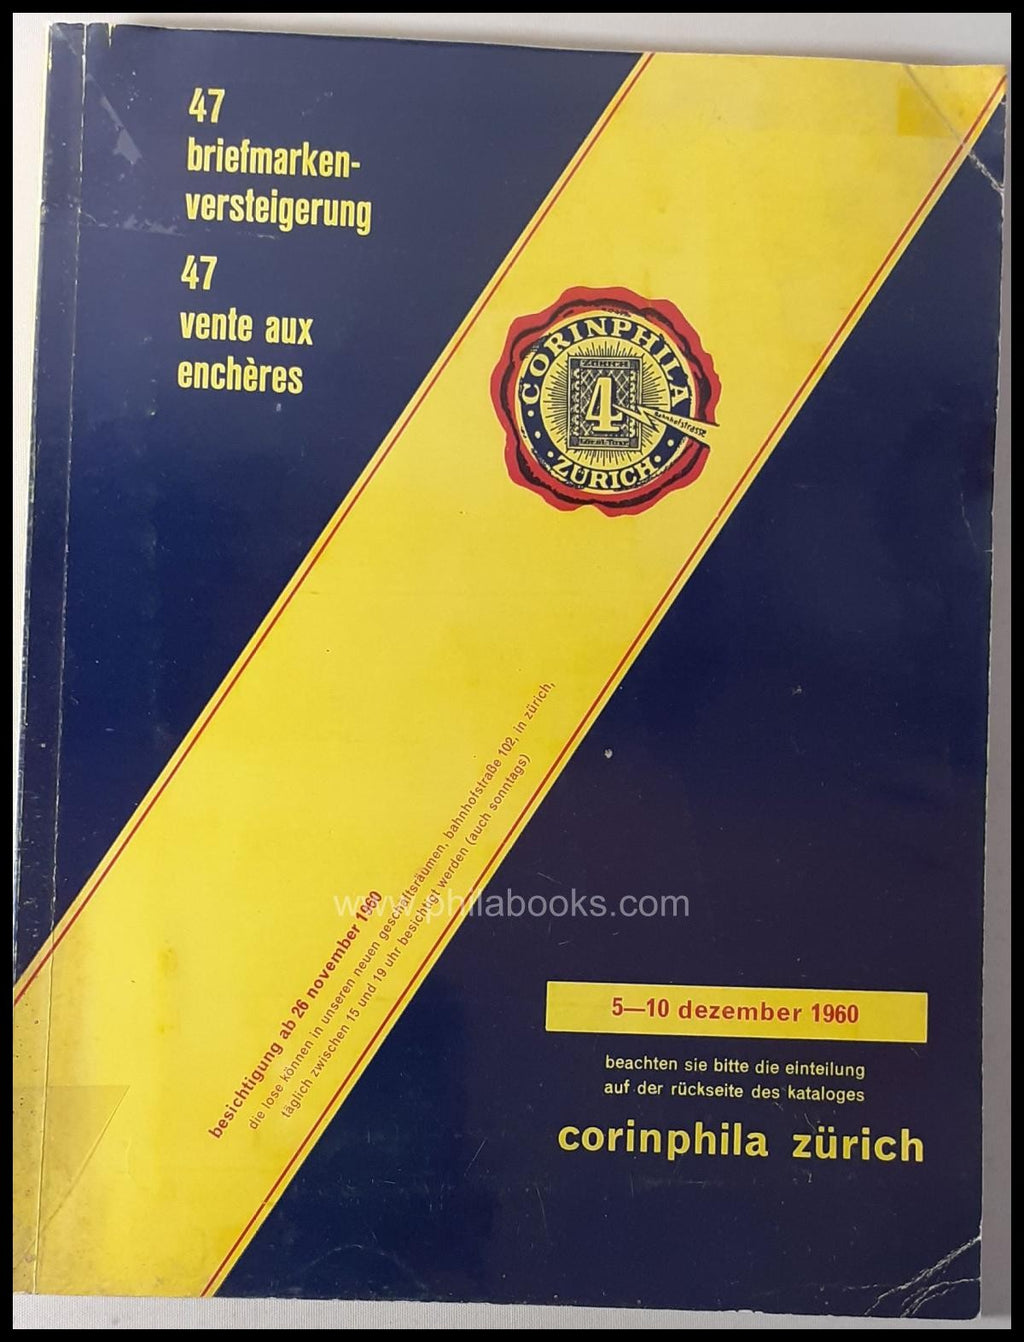 47
briefmarken-
versteigerung
47
vente aux
enchères
CORINPHILA
ZÜRICH
4
Bahnhofstrasse
ZÜRICH
besichtigung ab 26 november 1960
die lose können in unseren neuen geschäftsräumen, bahnhofstraße 102, in zürich,
täglich zwischen 15 und 19 uhr besichtigt werden (auch sonntags)
www.philabooks.com
5—10 dezember 1960
beachten sie bitte die einteilung
auf der rückseite des kataloges
corinphila zürich